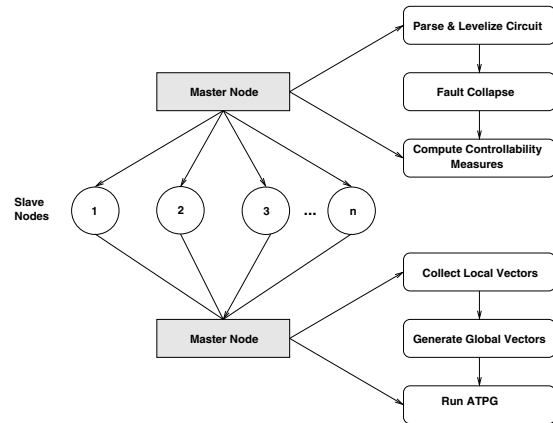 Parse & Levelize Circuit
Master Node
Fault Collapse
Compute Controllability
Measures
Slave
Nodes
1
2
3
...
n
Collect Local Vectors
Master Node
Generate Global Vectors
Run ATPG